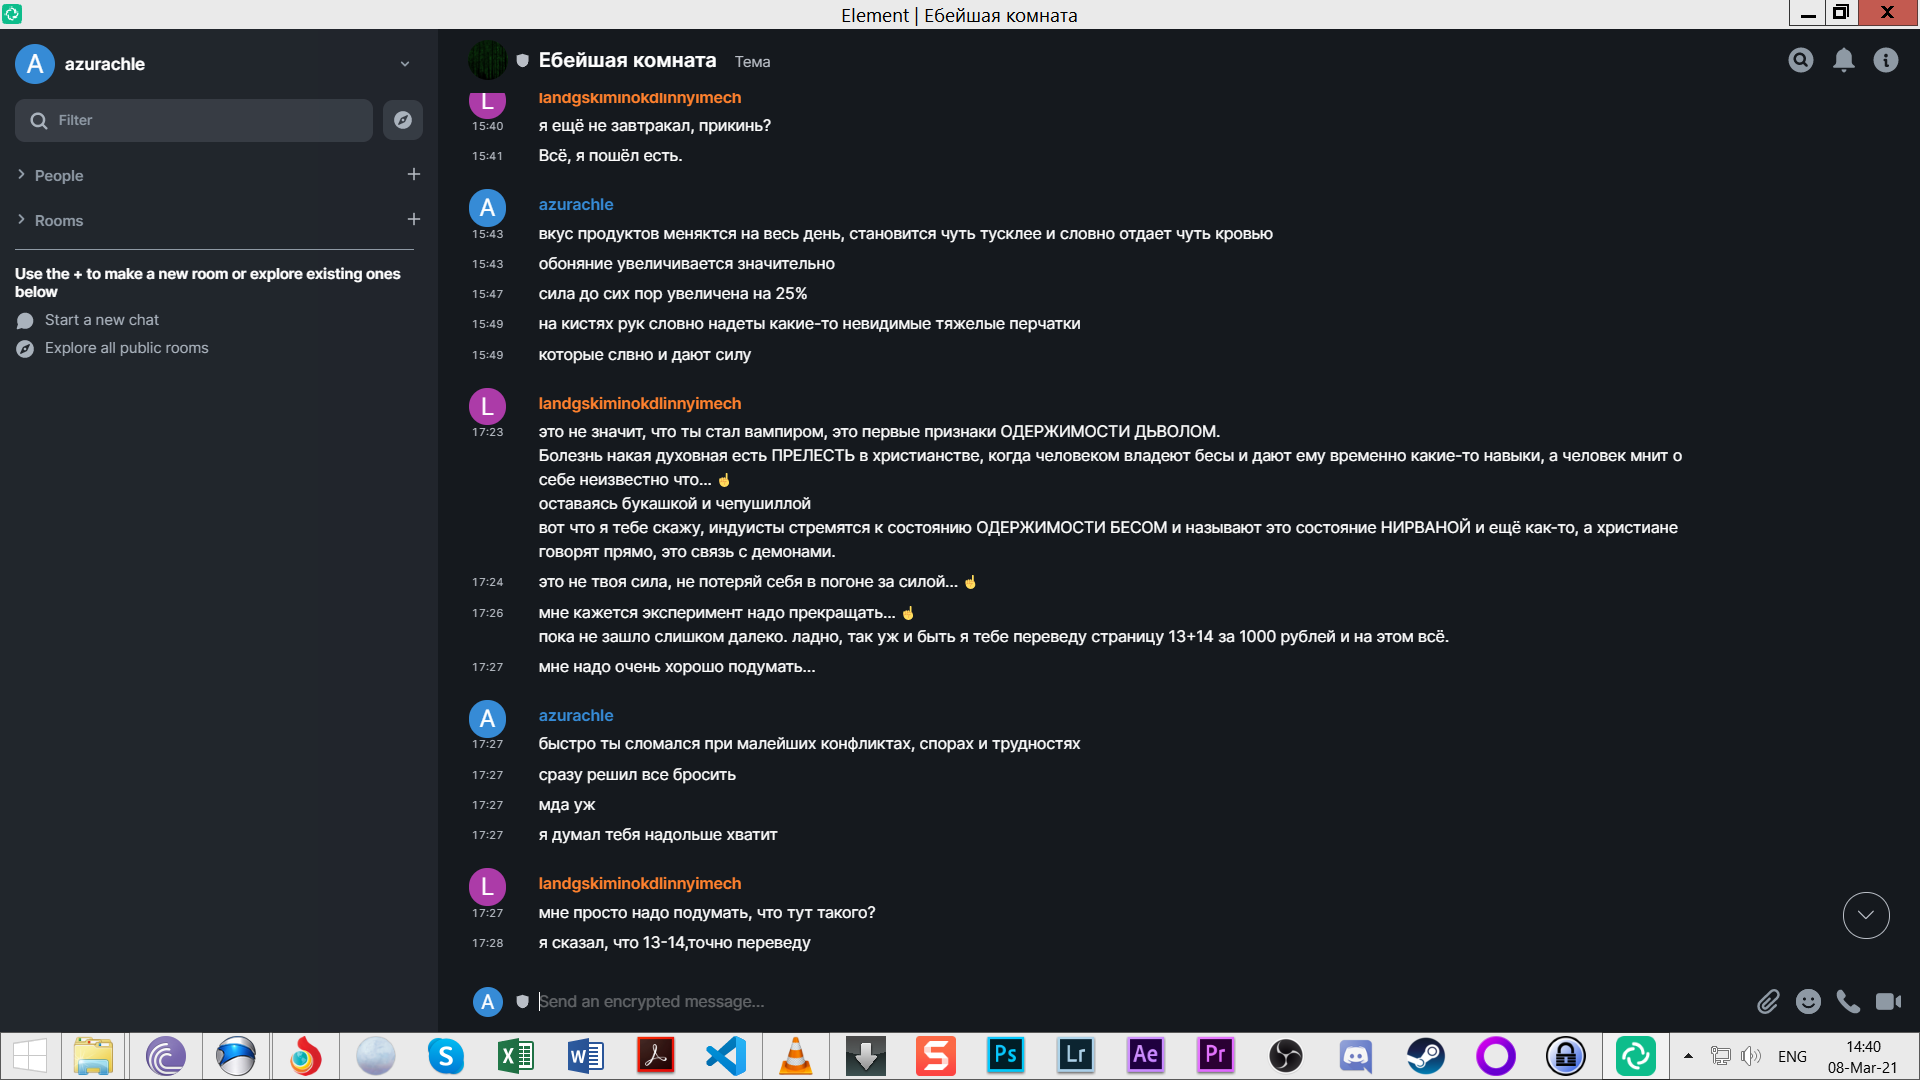 Element | Ебейшая комната
A azurachle
Filter
People
Rooms
Use the + to make a new room or explore existing ones
below
Start a new chat
Explore all public rooms
Ебейшая комната Тема
L landgskiminokdlinnyimech
15:40 я ещё не завтракал, прикинь?
15:41 Всё, я пошёл есть.
A azurachle
15:43 вкус продуктов меняктся на весь день, становится чуть тусклее и словно отдает чуть кровью
15:43 обоняние увеличивается значительно
15:47 сила до сих пор увеличена на 25%
15:49 на кистях рук словно надеты какие-то невидимые тяжелые перчатки
15:49 которые слвно и дают силу
L landgskiminokdlinnyimech
17:23 это не значит, что ты стал вампиром, это первые признаки ОДЕРЖИМОСТИ ДЬВОЛОМ.
Болезнь накая духовная есть ПРЕЛЕСТЬ в христианстве, когда человеком владеют бесы и дают ему временно какие-то навыки, а человек мнит о
себе неизвестно что... ☝
оставаясь букашкой и чепушиллой
вот что я тебе скажу, индуисты стремятся к состоянию ОДЕРЖИМОСТИ БЕСОМ и называют это состояние НИРВАНОЙ и ещё как-то, а христиане
говорят прямо, это связь с демонами.
17:24 это не твоя сила, не потеряй себя в погоне за силой... ☝
17:26 мне кажется эксперимент надо прекращать... ☝
пока не зашло слишком далеко. ладно, так уж и быть я тебе переведу страницу 13+14 за 1000 рублей и на этом всё.
17:27 мне надо очень хорошо подумать...
A azurachle
17:27 быстро ты сломался при малейших конфликтах, спорах и трудностях
17:27 сразу решил все бросить
17:27 мда уж
17:27 я думал тебя надольше хватит
L landgskiminokdlinnyimech
17:27 мне просто надо подумать, что тут такого?
17:28 я сказал, что 13-14,точно переведу
A Send an encrypted message...
S X W S Ps Lr Ae Pr ENG 14:40
08-Mar-21